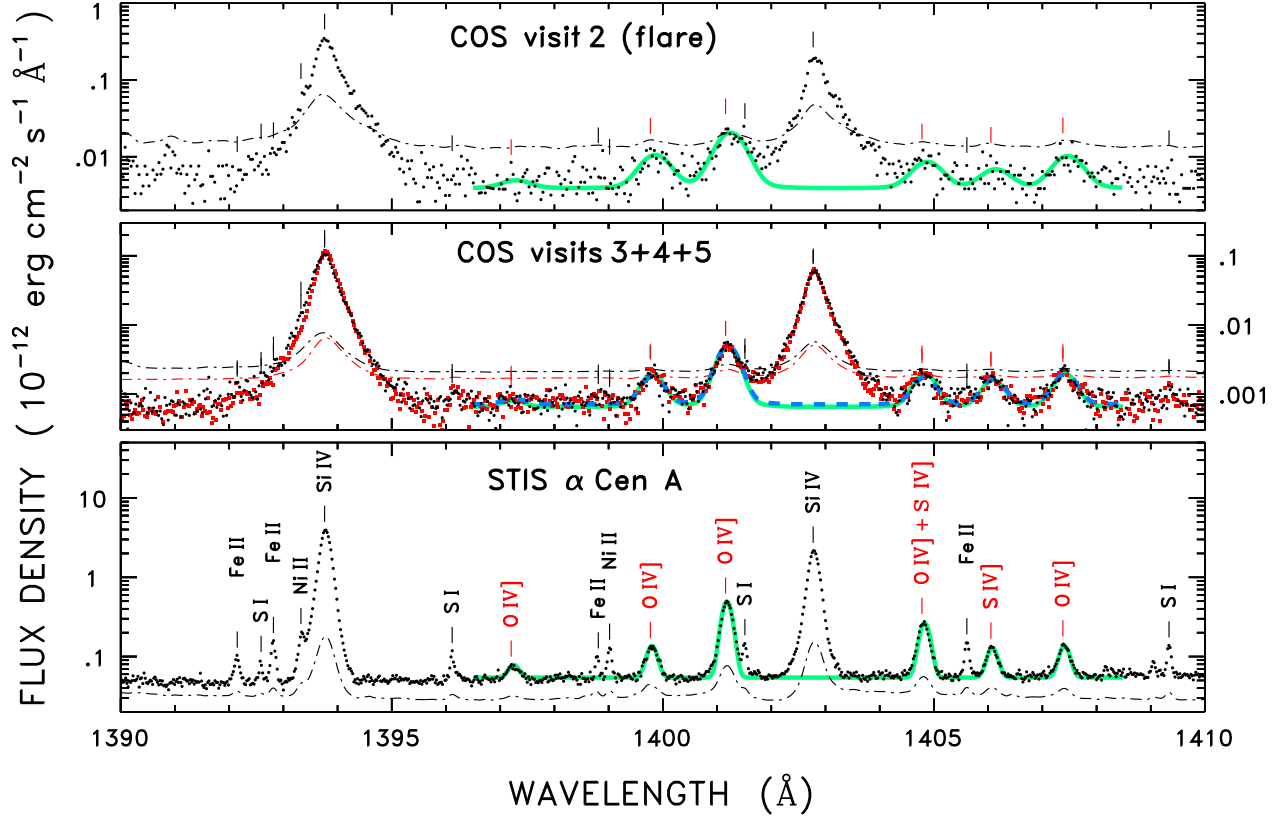 COS visit 2 (flare)
1
.1
.01
COS visits 3+4+5
.1
.01
.001
STIS α Cen A
10
1
.1
Fe II
S I
Fe II
Ni II
Si IV
S I
O IV]
Fe II
Ni II
O IV]
O IV]
S I
Si IV
O IV] + S IV]
Fe II
S IV]
O IV]
S I
FLUX DENSITY (10⁻¹² erg cm⁻² s⁻¹ Å⁻¹)
1390 1395 1400 1405 1410
WAVELENGTH (Å)